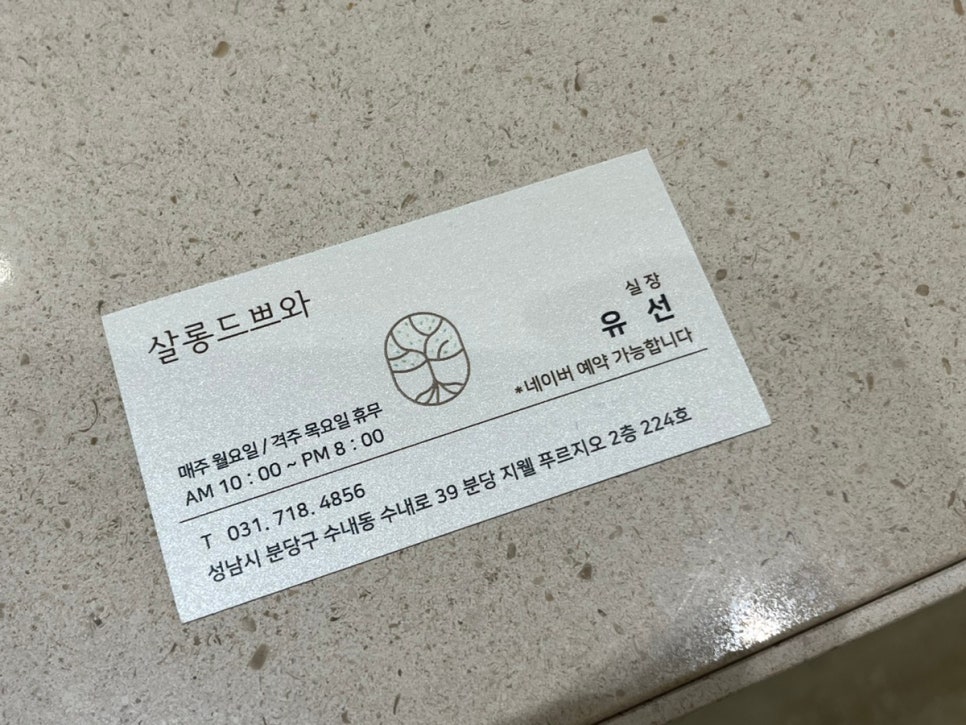 살롱드쁘와
실장
유 선
*네이버 예약 가능합니다
매주 월요일 / 격주 목요일 휴무
AM 10 : 00 ~ PM 8 : 00
T 031. 718. 4856
성남시 분당구 수내동 수내로 39 분당 지웰 푸르지오 2층 224호